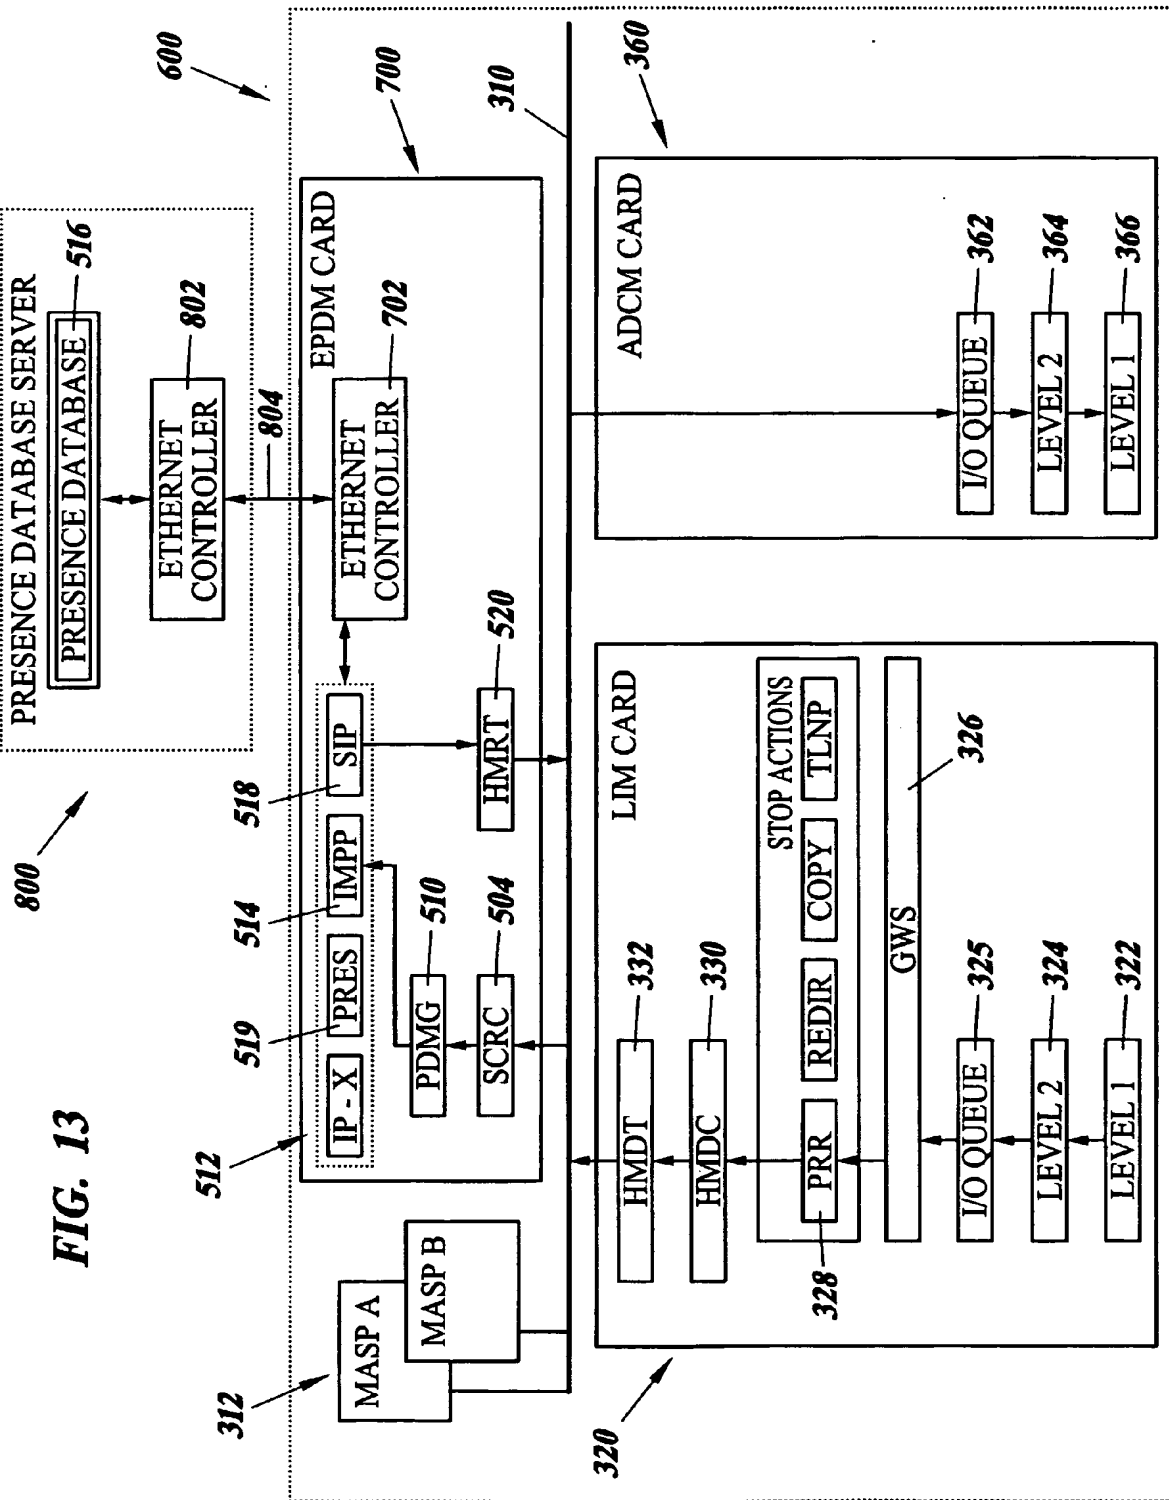 FIG. 13
800
PRESENCE DATABASE SERVER
PRESENCE DATABASE
516
ETHERNET
CONTROLLER
802
804
600
312
MASP A
MASP B
512
EPDM CARD
700
IP - X
PRES
519
IMPP
514
SIP
518
ETHERNET
CONTROLLER
702
PDMG
510
SCRC
504
HMRT
520
310
320
LIM CARD
HMDT
332
HMDC
330
STOP ACTIONS
PRR
REDIR
COPY
TLNP
328
GWS
326
I/O QUEUE
325
LEVEL 2
324
LEVEL 1
322
ADCM CARD
360
I/O QUEUE
362
LEVEL 2
364
LEVEL 1
366